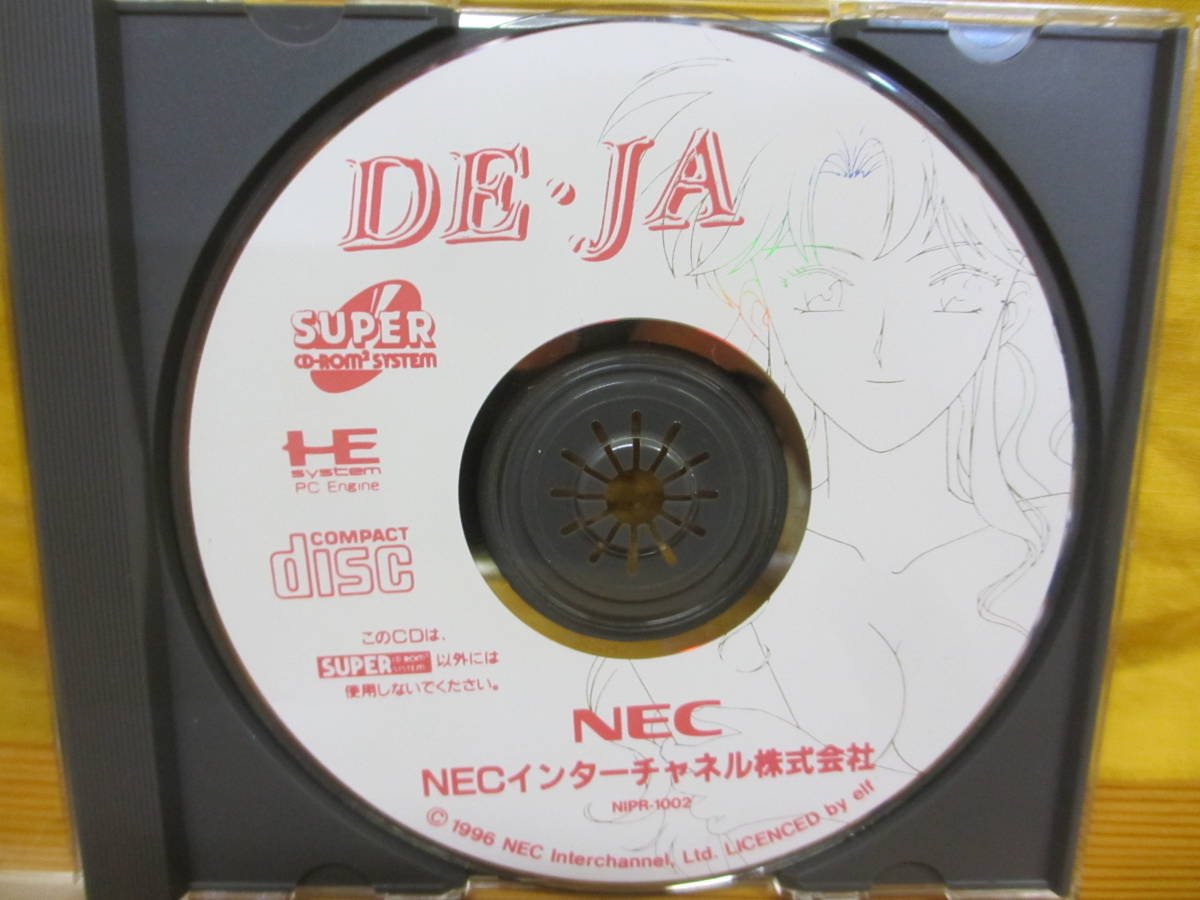 DE・JA
SUPER
CD-ROM² SYSTEM
HE
system
PC Engine
COMPACT
disc
このCDは、
SUPER CD-ROM² SYSTEM 以外には
使用しないでください。
NEC
NECインターチャネル株式会社
NIPR-1002
© 1996 NEC Interchannel, Ltd. LICENCED by elf